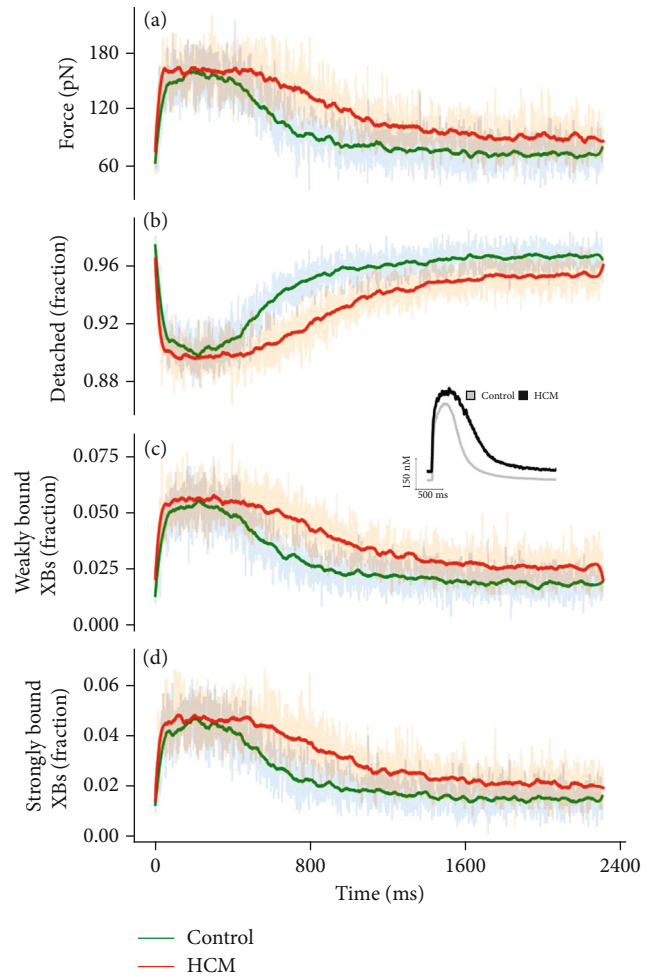 (a)
180
120
60
Force (pN)
(b)
0.96
0.92
0.88
Detached (fraction)
Control HCM
150 nM
500 ms
(c)
0.075
0.050
0.025
0.000
Weakly bound
XBs (fraction)
(d)
0.06
0.04
0.02
0.00
Strongly bound
XBs (fraction)
0 800 1600 2400
Time (ms)
Control
HCM